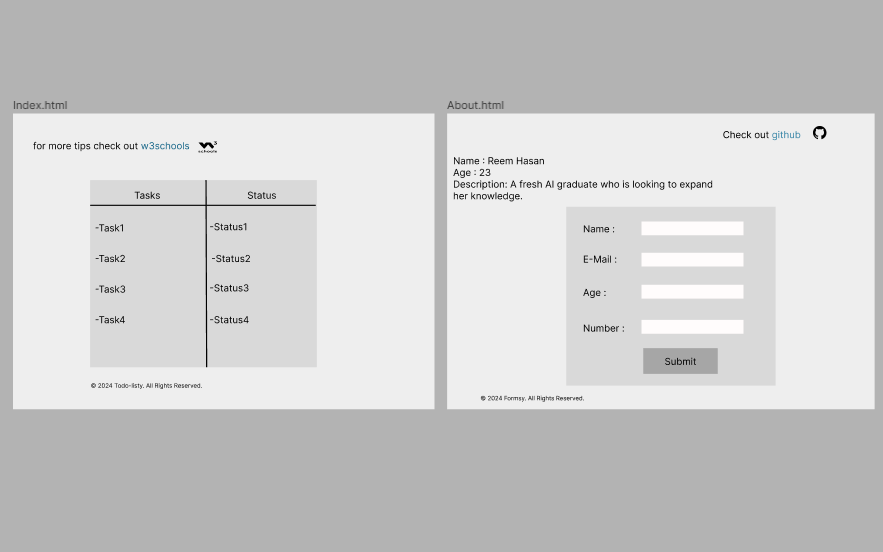 Index.html
for more tips check out w3schools
3
schools
Tasks Status
-Task1 -Status1
-Task2 -Status2
-Task3 -Status3
-Task4 -Status4
© 2024 Todo-listy. All Rights Reserved.
About.html
Check out github
Name : Reem Hasan
Age : 23
Description: A fresh AI graduate who is looking to expand
her knowledge.
Name :
E-Mail :
Age :
Number :
Submit
© 2024 Formsy. All Rights Reserved.